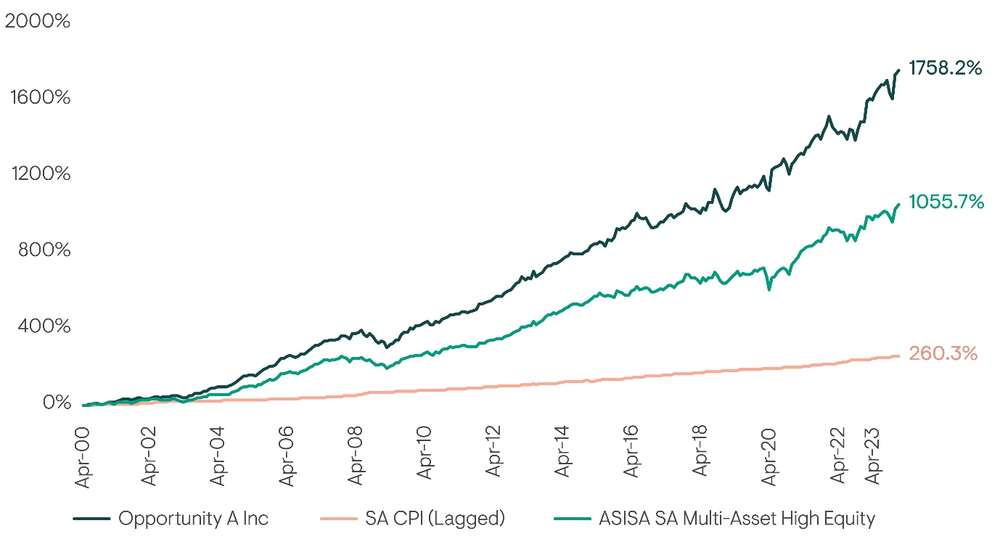 2000%
1758.2%
1600%
1200%
1055.7%
800%
400%
260.3%
0%
Apr-00
Apr-02
Apr-04
Apr-06
Apr-08
Apr-10
Apr-12
Apr-14
Apr-16
Apr-18
Apr-20
Apr-22
Apr-23
Opportunity A Inc SA CPI (Lagged) ASISA SA Multi-Asset High Equity